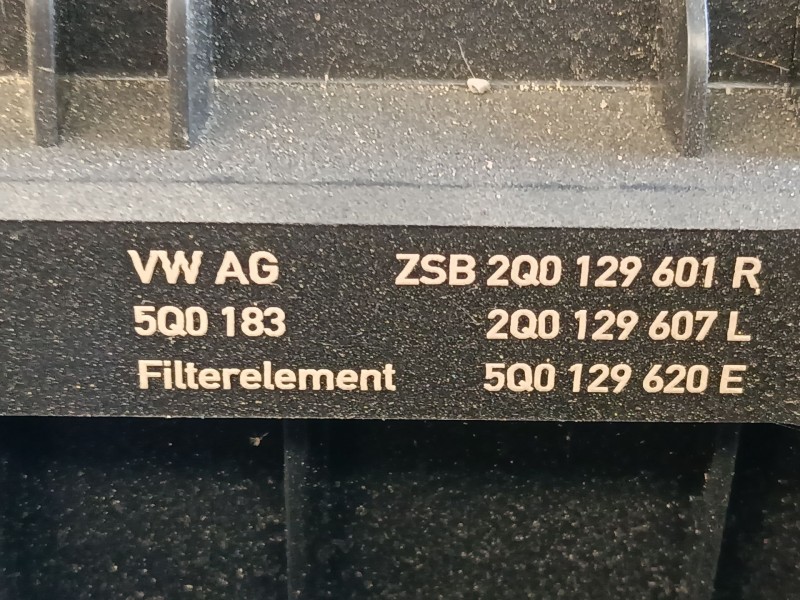 VW AG ZSB 2Q0 129 601 R
5Q0 183 2Q0 129 607 L
Filterelement 5Q0 129 620 E